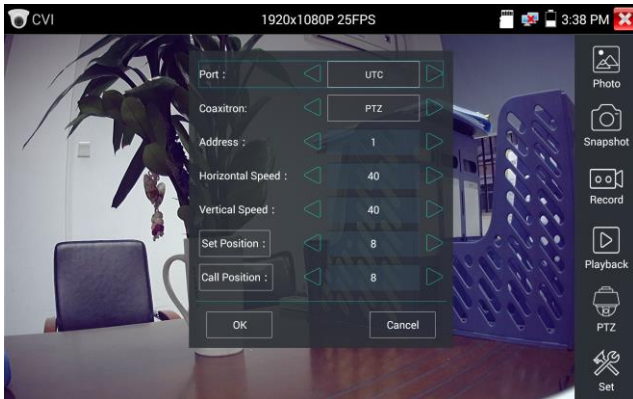 CVI 1920x1080P 25FPS 3:38 PM
Port : UTC
Coaxitron: PTZ
Address : 1
Horizontal Speed : 40
Vertical Speed : 40
Set Position : 8
Call Position : 8
OK Cancel
Photo
Snapshot
Record
Playback
PTZ
Set